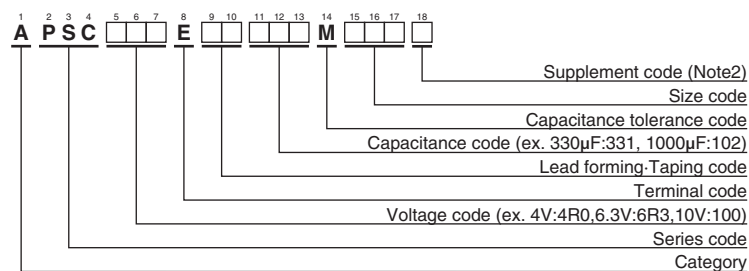 1 2 3 4 5 6 7 8 9 10 11 12 13 14 15 16 17 18
A P S C E M
Supplement code (Note2)
Size code
Capacitance tolerance code
Capacitance code (ex. 330μF:331, 1000μF:102)
Lead forming·Taping code
Terminal code
Voltage code (ex. 4V:4R0,6.3V:6R3,10V:100)
Series code
Category